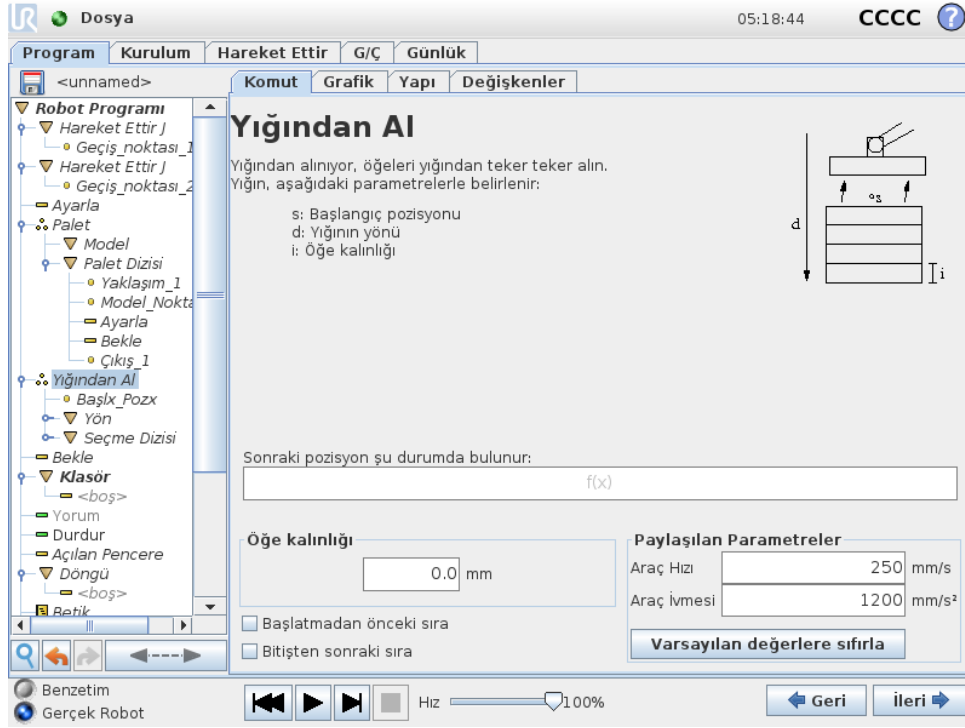 UR Dosya 05:18:44 CCCC ?
Program Kurulum Hareket Ettir G/Ç Günlük
<unnamed>
Komut Grafik Yapı Değişkenler
Robot Programı
Hareket Ettir J
Geçiş_noktası_1
Hareket Ettir J
Geçiş_noktası_2
Ayarla
Palet
Model
Palet Dizisi
Yaklaşım_1
Model_Nokta
Ayarla
Bekle
Çıkış_1
Yığından Al
Başlx_Pozx
Yön
Seçme Dizisi
Bekle
Klasör
<boş>
Yorum
Durdur
Açılan Pencere
Döngü
<boş>
Betik
Yığından Al
Yığından alınıyor, öğeleri yığından teker teker alın.
Yığın, aşağıdaki parametrelerle belirlenir:
s: Başlangıç pozisyonu
d: Yığının yönü
i: Öğe kalınlığı
s
d
i
Sonraki pozisyon şu durumda bulunur:
f(x)
Öğe kalınlığı
0.0 mm
Başlatmadan önceki sıra
Bitişten sonraki sıra
Paylaşılan Parametreler
Araç Hızı 250 mm/s
Araç İvmesi 1200 mm/s²
Varsayılan değerlere sıfırla
Benzetim
Gerçek Robot
Hız 100%
Geri İleri